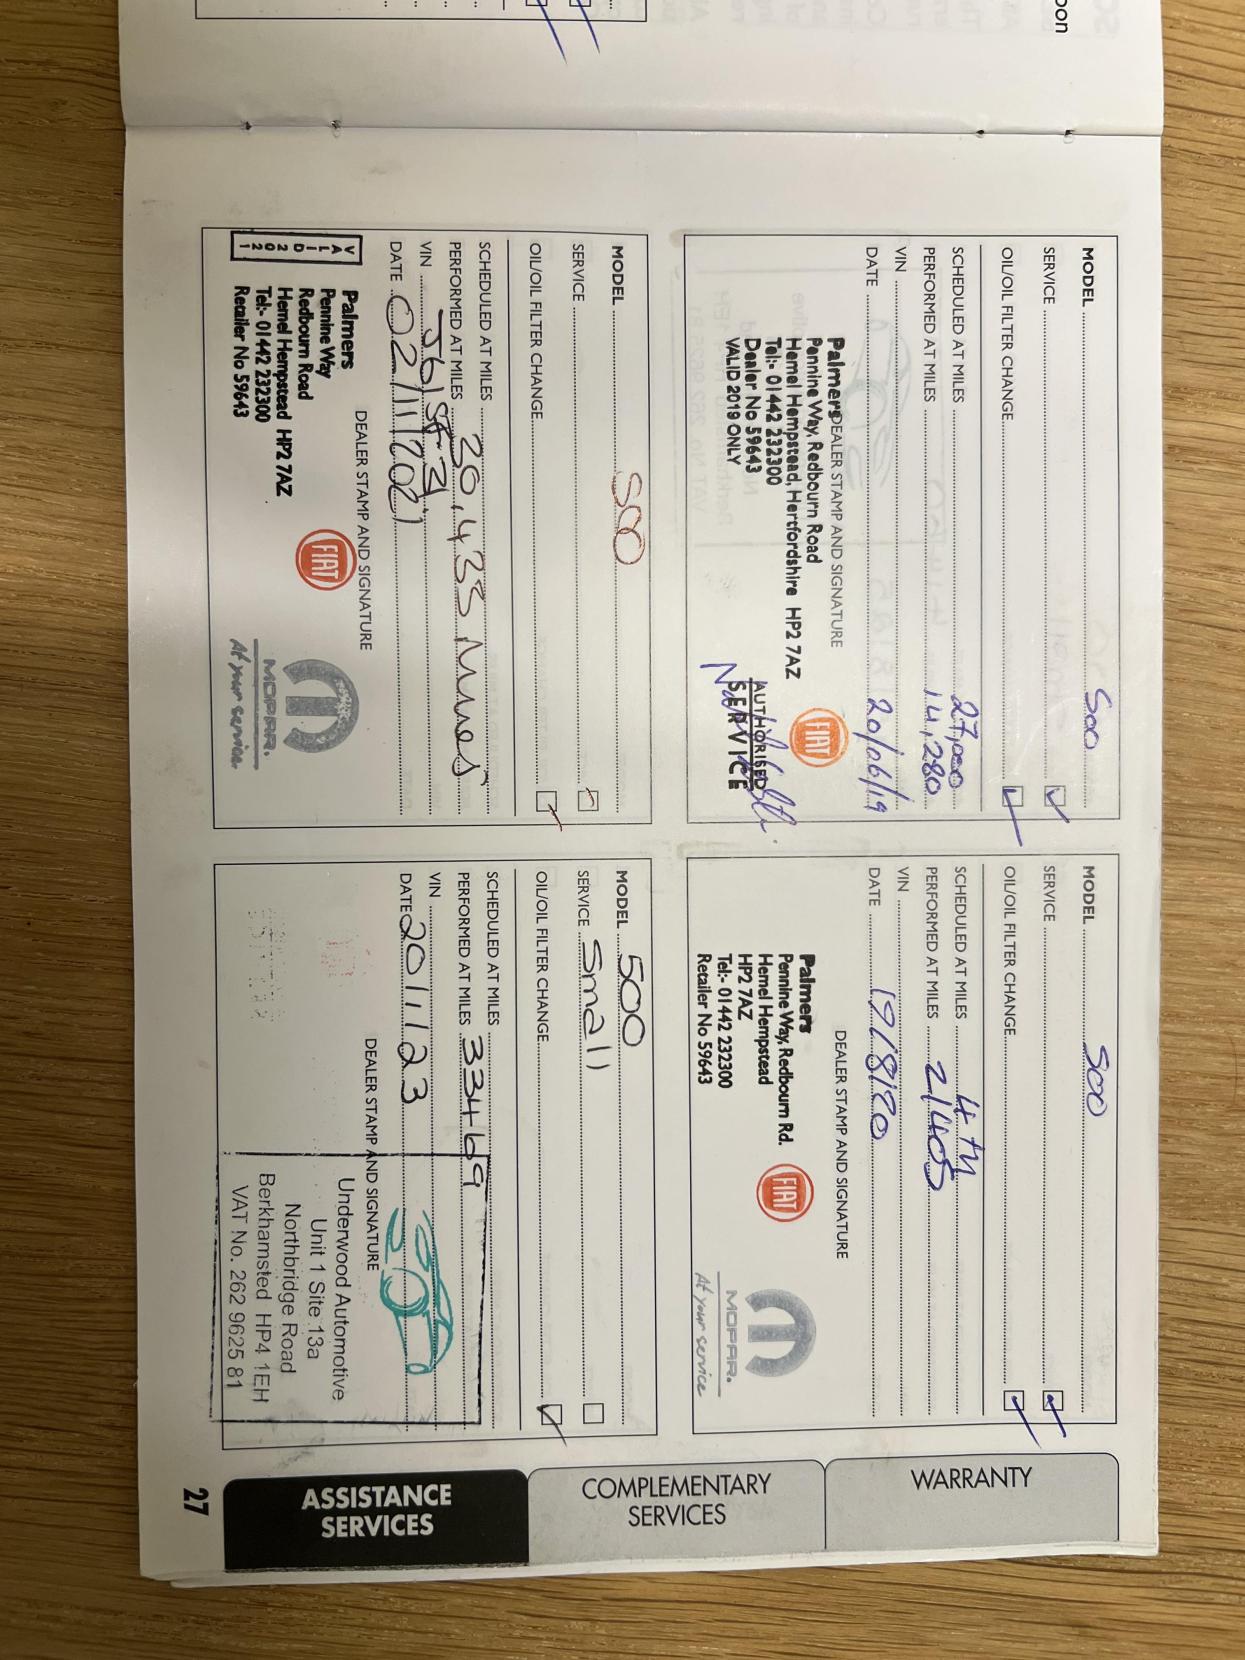 oon
MODEL 500
SERVICE
OIL/OIL FILTER CHANGE
SCHEDULED AT MILES 27,000
PERFORMED AT MILES 14,280
VIN
DATE 20/06/19
DEALER STAMP AND SIGNATURE
Palmers
Pennine Way, Redbourn Road
Hemel Hempstead, Hertfordshire HP2 7AZ
Tel:- 01442 232300
Dealer No 59643
VALID 2019 ONLY
FIAT
AUTHORISED
SERVICE
MODEL 500
SERVICE
OIL/OIL FILTER CHANGE
SCHEDULED AT MILES 4th
PERFORMED AT MILES 21405
VIN
DATE 19/8/20
DEALER STAMP AND SIGNATURE
Palmers
Pennine Way, Redbourn Rd.
Hemel Hempstead
HP2 7AZ
Tel:- 01442 232300
Retailer No 59643
FIAT
MOPAR.
At your service
MODEL 500
SERVICE
OIL/OIL FILTER CHANGE
SCHEDULED AT MILES
PERFORMED AT MILES 30,433 Miles
VIN
DATE 02/11/2021
DEALER STAMP AND SIGNATURE
VALID
2021
Palmers
Pennine Way
Redbourn Road
Hemel Hempstead HP2 7AZ
Tel:- 01442 232300
Retailer No 59643
FIAT
MOPAR.
At your service.
MODEL 500
SERVICE Small
OIL/OIL FILTER CHANGE
SCHEDULED AT MILES
PERFORMED AT MILES 33469
VIN
DATE 20/11/23
DEALER STAMP AND SIGNATURE
Underwood Automotive
Unit 1 Site 13a
Northbridge Road
Berkhamsted HP4 1EH
VAT No. 262 9625 81
WARRANTY
COMPLEMENTARY
SERVICES
ASSISTANCE
SERVICES
27